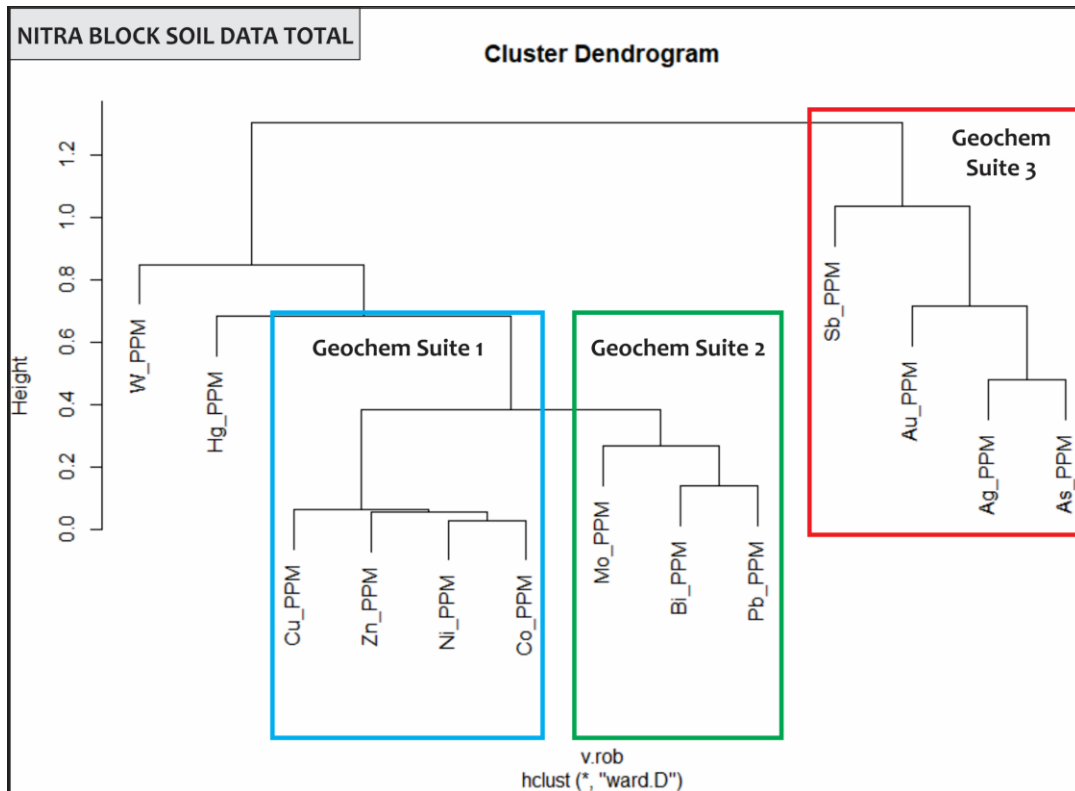 NITRA BLOCK SOIL DATA TOTAL
Cluster Dendrogram
Geochem
Suite 3
Height
1.2
1.0
0.8
0.6
0.4
0.2
0.0
W_PPM
Hg_PPM
Geochem Suite 1
Cu_PPM
Zn_PPM
Ni_PPM
Co_PPM
Geochem Suite 2
Mo_PPM
Bi_PPM
Pb_PPM
Sb_PPM
Au_PPM
Ag_PPM
As_PPM
v.rob
hclust (*, "ward.D")